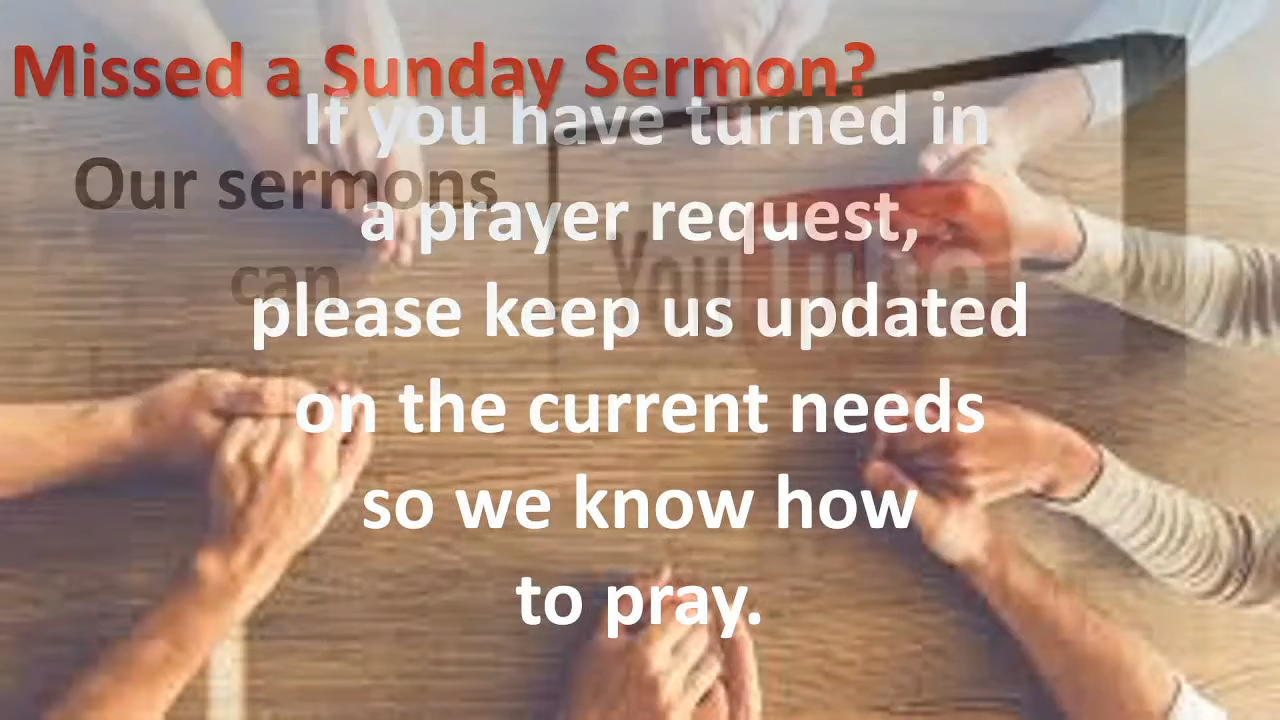 Missed a Sunday Sermon?
If you have turned in
Our sermons
a prayer request,
YouTube
can
please keep us updated
on the current needs
so we know how
to pray.